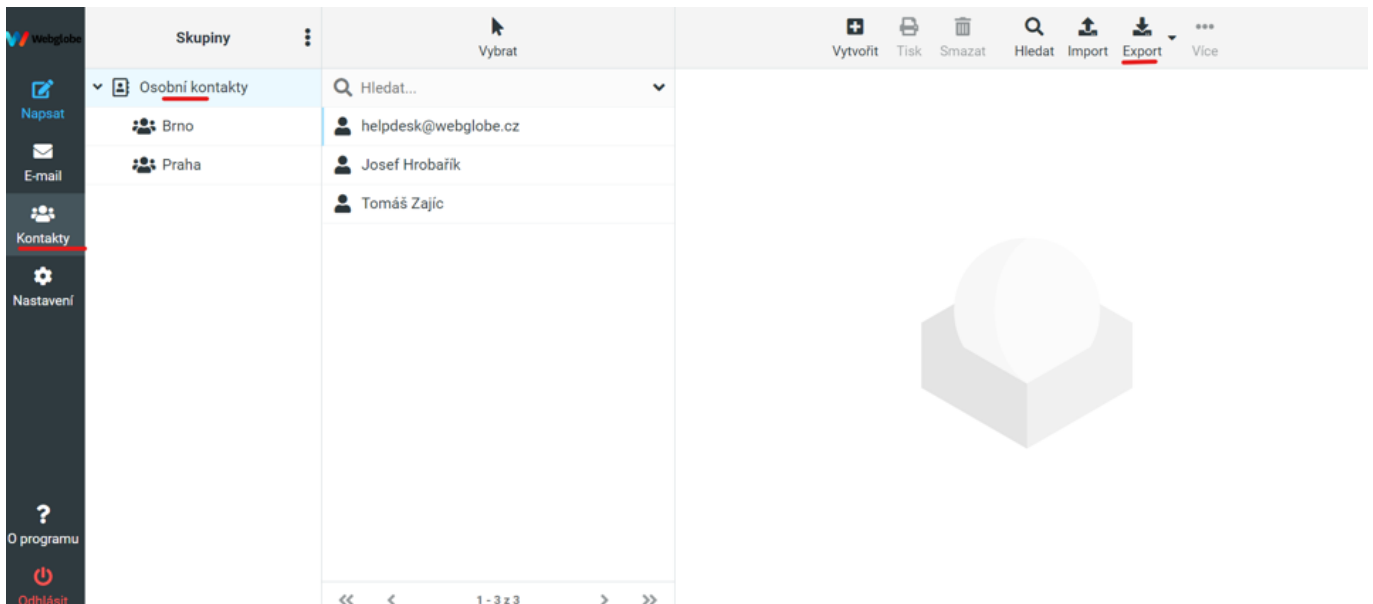 Webglobe
Napsat
E-mail
Kontakty
Nastavení
O programu
Odhlásit
Skupiny
Osobní kontakty
Brno
Praha
Vybrat
Hledat...
helpdesk@webglobe.cz
Josef Hrobařík
Tomáš Zajíc
1 - 3 z 3
Vytvořit Tisk Smazat Hledat Import Export Více